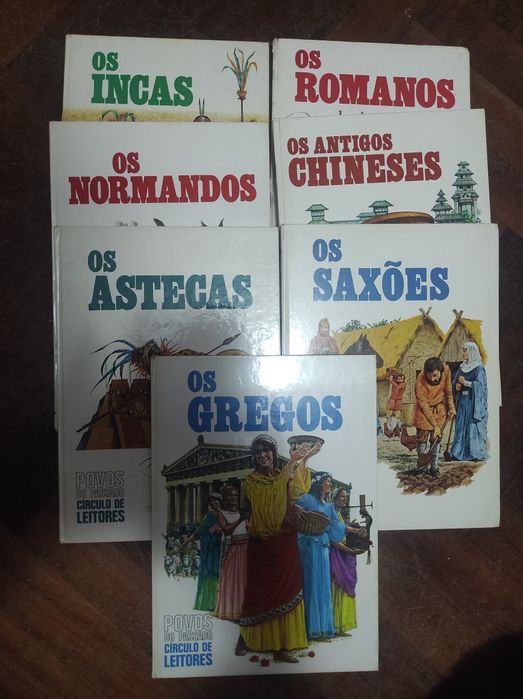 OS
INCAS
OS
ROMANOS
OS
NORMANDOS
OS ANTIGOS
CHINESES
OS
ASTECAS
POVOS
DO PASSADO
CÍRCULO DE
LEITORES
OS
SAXÕES
OS
GREGOS
POVOS
DO PASSADO
CÍRCULO DE
LEITORES